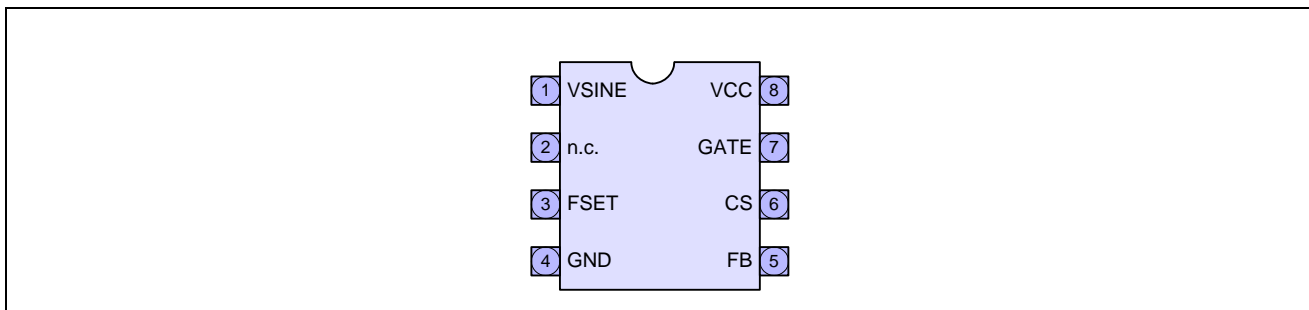 1 VSINE VCC 8
2 n.c. GATE 7
3 FSET CS 6
4 GND FB 5